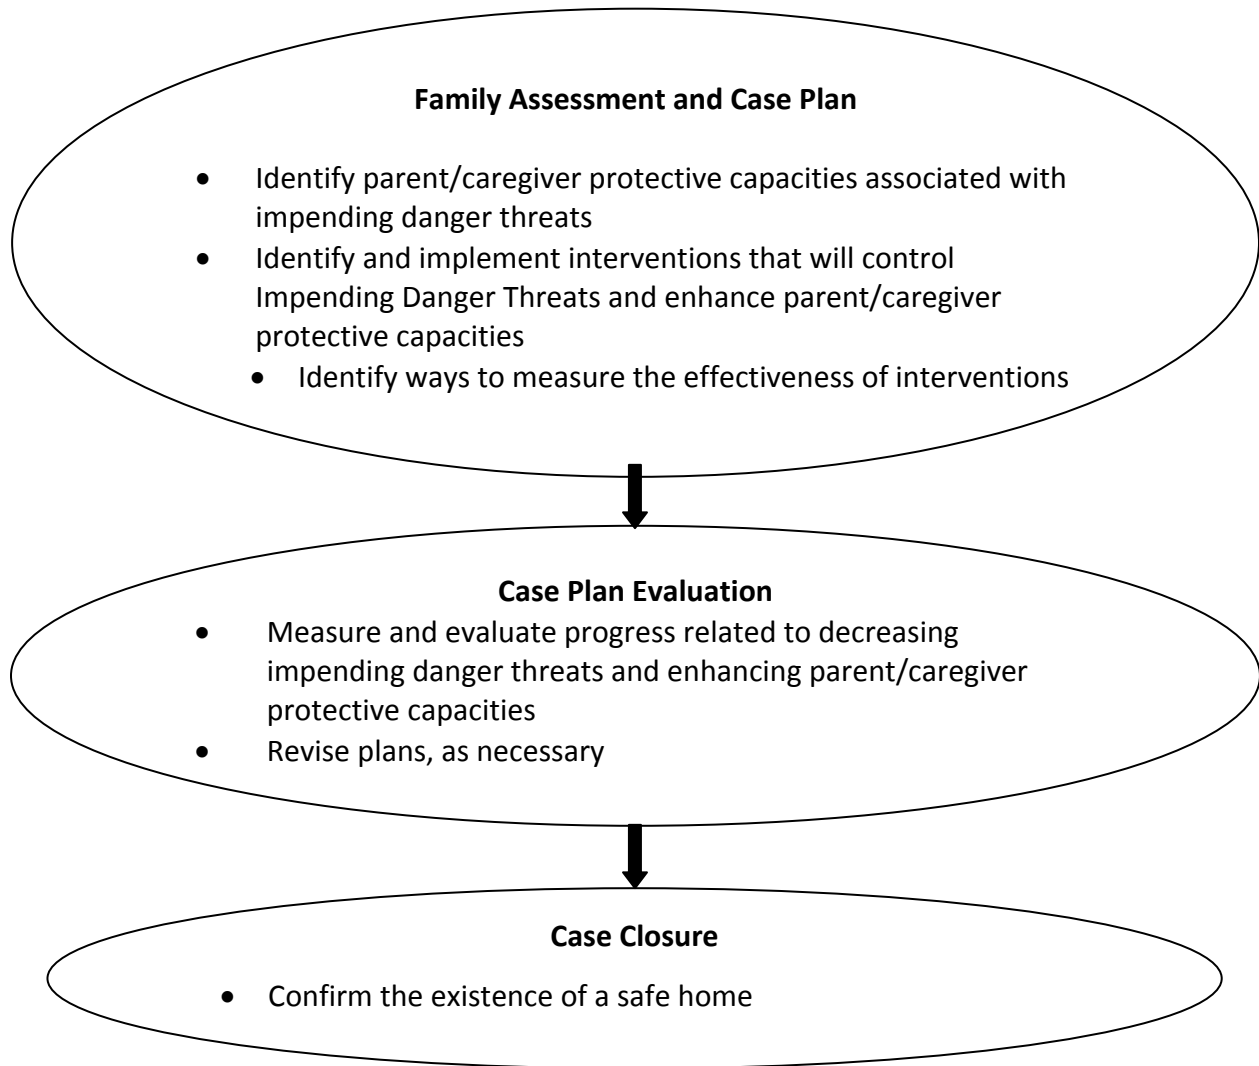 Family Assessment and Case Plan
• Identify parent/caregiver protective capacities associated with
impending danger threats
• Identify and implement interventions that will control
Impending Danger Threats and enhance parent/caregiver
protective capacities
• Identify ways to measure the effectiveness of interventions
Case Plan Evaluation
• Measure and evaluate progress related to decreasing
impending danger threats and enhancing parent/caregiver
protective capacities
• Revise plans, as necessary
Case Closure
• Confirm the existence of a safe home